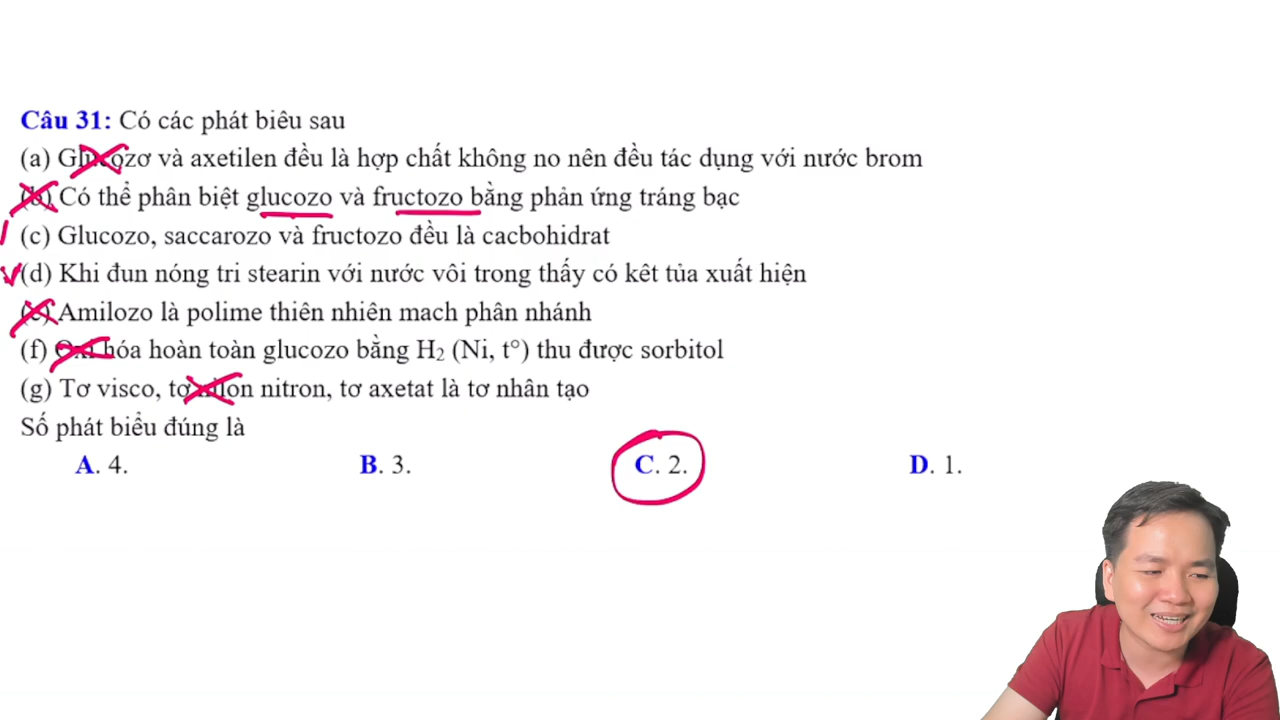 Câu 31: Có các phát biêu sau
(a) Glucozơ và axetilen đều là hợp chất không no nên đều tác dụng với nước brom
(b) Có thể phân biệt glucozo và fructozo bằng phản ứng tráng bạc
(c) Glucozo, saccarozo và fructozo đều là cacbohidrat
(d) Khi đun nóng tri stearin với nước vôi trong thấy có kêt tủa xuất hiện
(e) Amilozo là polime thiên nhiên mach phân nhánh
(f) Oxi hóa hoàn toàn glucozo bằng H₂ (Ni, t°) thu được sorbitol
(g) Tơ visco, tơ nilon nitron, tơ axetat là tơ nhân tạo
Số phát biểu đúng là
A. 4. B. 3. C. 2. D. 1.